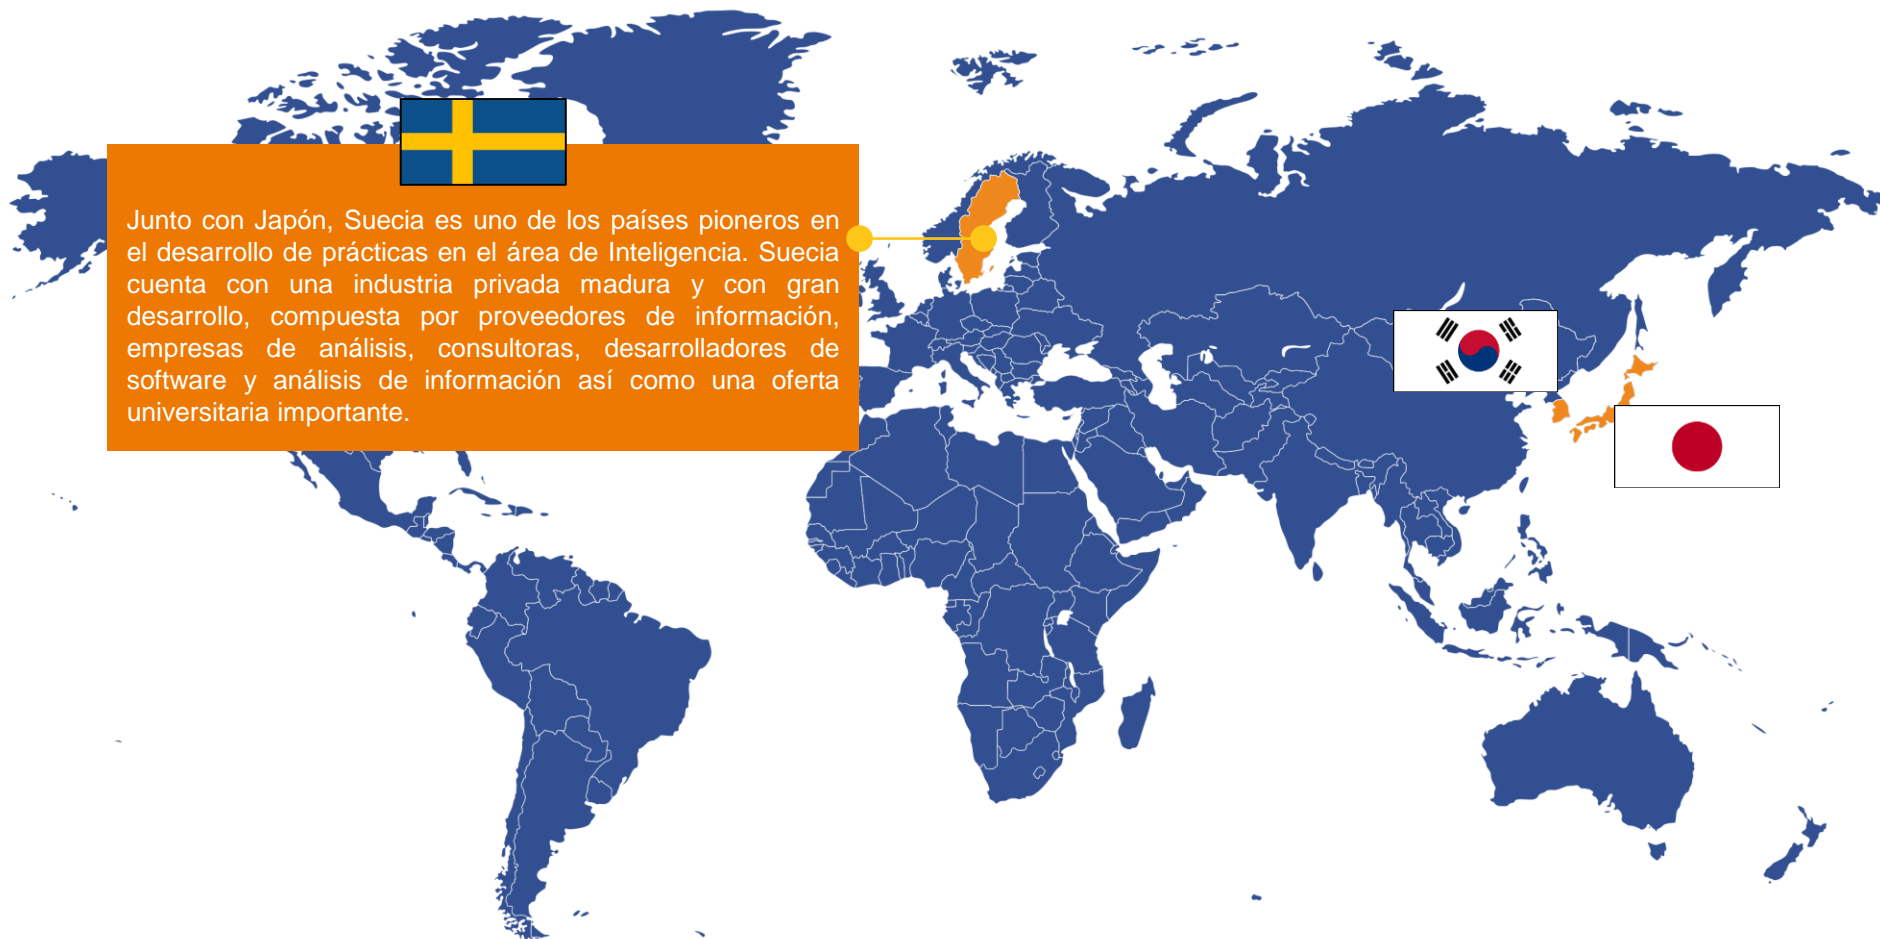 Junto con Japón, Suecia es uno de los países pioneros en
el desarrollo de prácticas en el área de Inteligencia. Suecia
cuenta con una industria privada madura y con gran
desarrollo, compuesta por proveedores de información,
empresas de análisis, consultoras, desarrolladores de
software y análisis de información así como una oferta
universitaria importante.